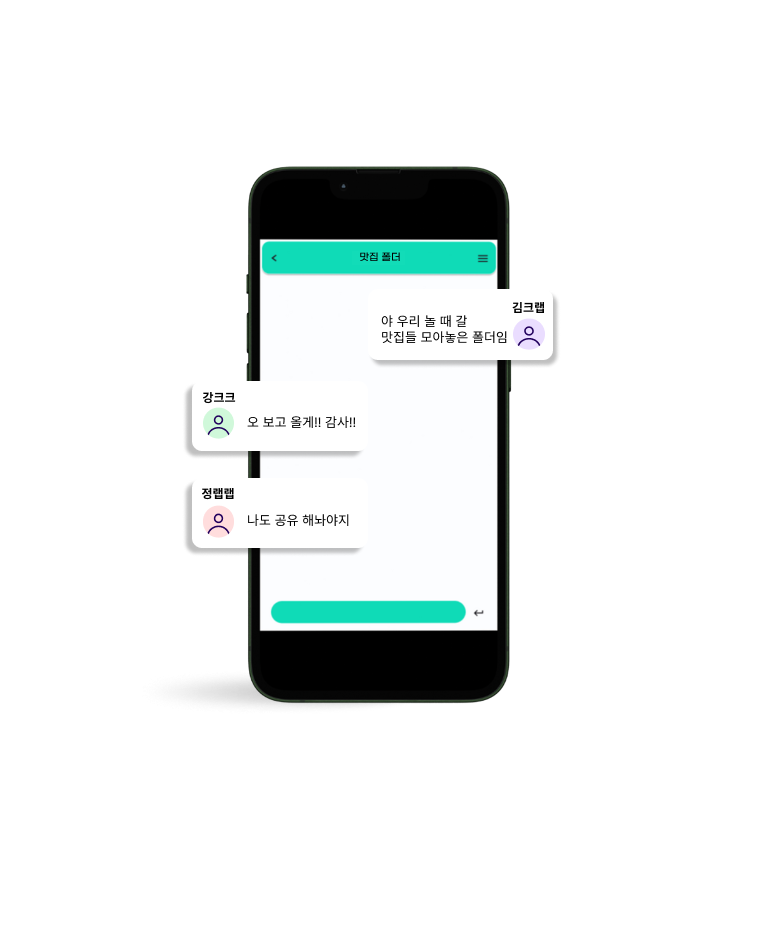 맛집 폴더
김크랩
야 우리 놀 때 갈
맛집들 모아놓은 폴더임
강크크
오 보고 올게!! 감사!!
정랩랩
나도 공유 해놔야지